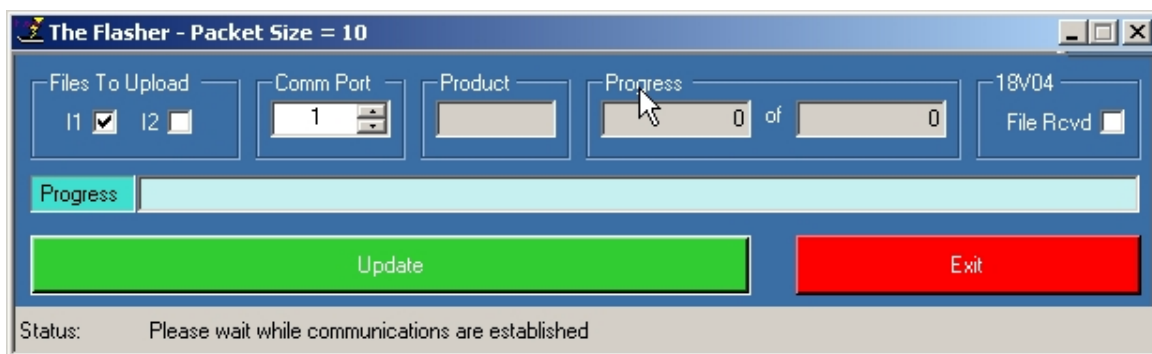 The Flasher - Packet Size = 10
Files To Upload
I1 I2
Comm Port
1
Product
Progress
0 of 0
18V04
File Rcvd
Progress
Update
Exit
Status: Please wait while communications are established